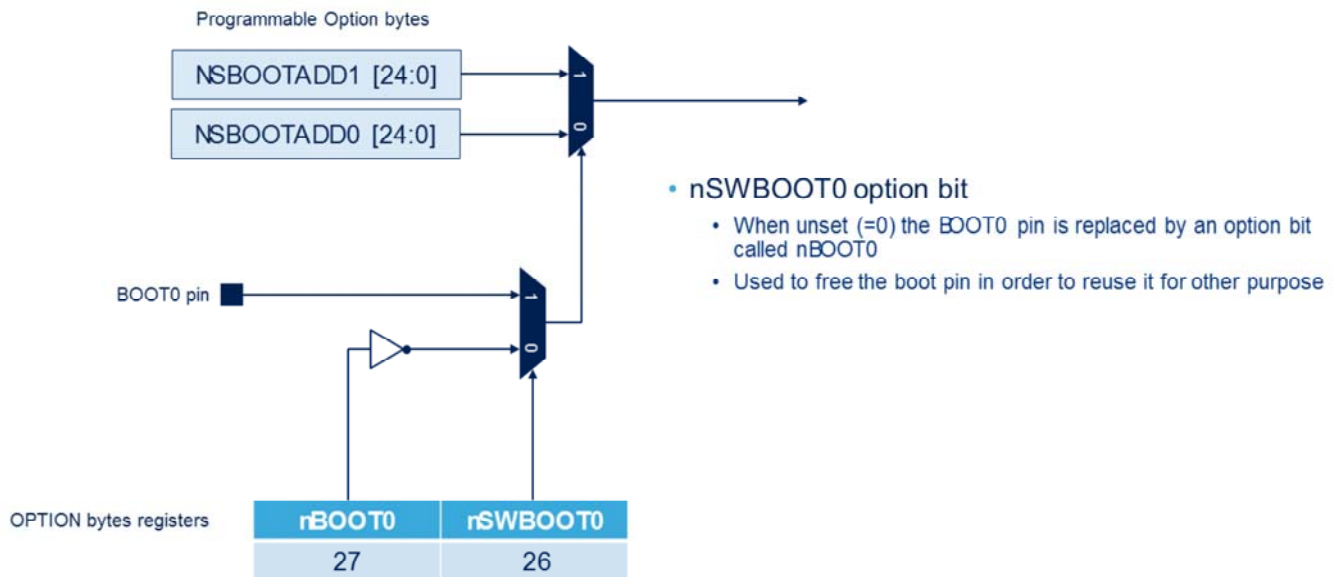 Programmable Option bytes
NSBOOTADD1 [24:0]
1
NSBOOTADD0 [24:0]
0
• nSWBOOT0 option bit
• When unset (=0) the BOOT0 pin is replaced by an option bit
called nBOOT0
• Used to free the boot pin in order to reuse it for other purpose
BOOT0 pin
1
0
OPTION bytes registers
nBOOT0
nSWBOOT0
27
26